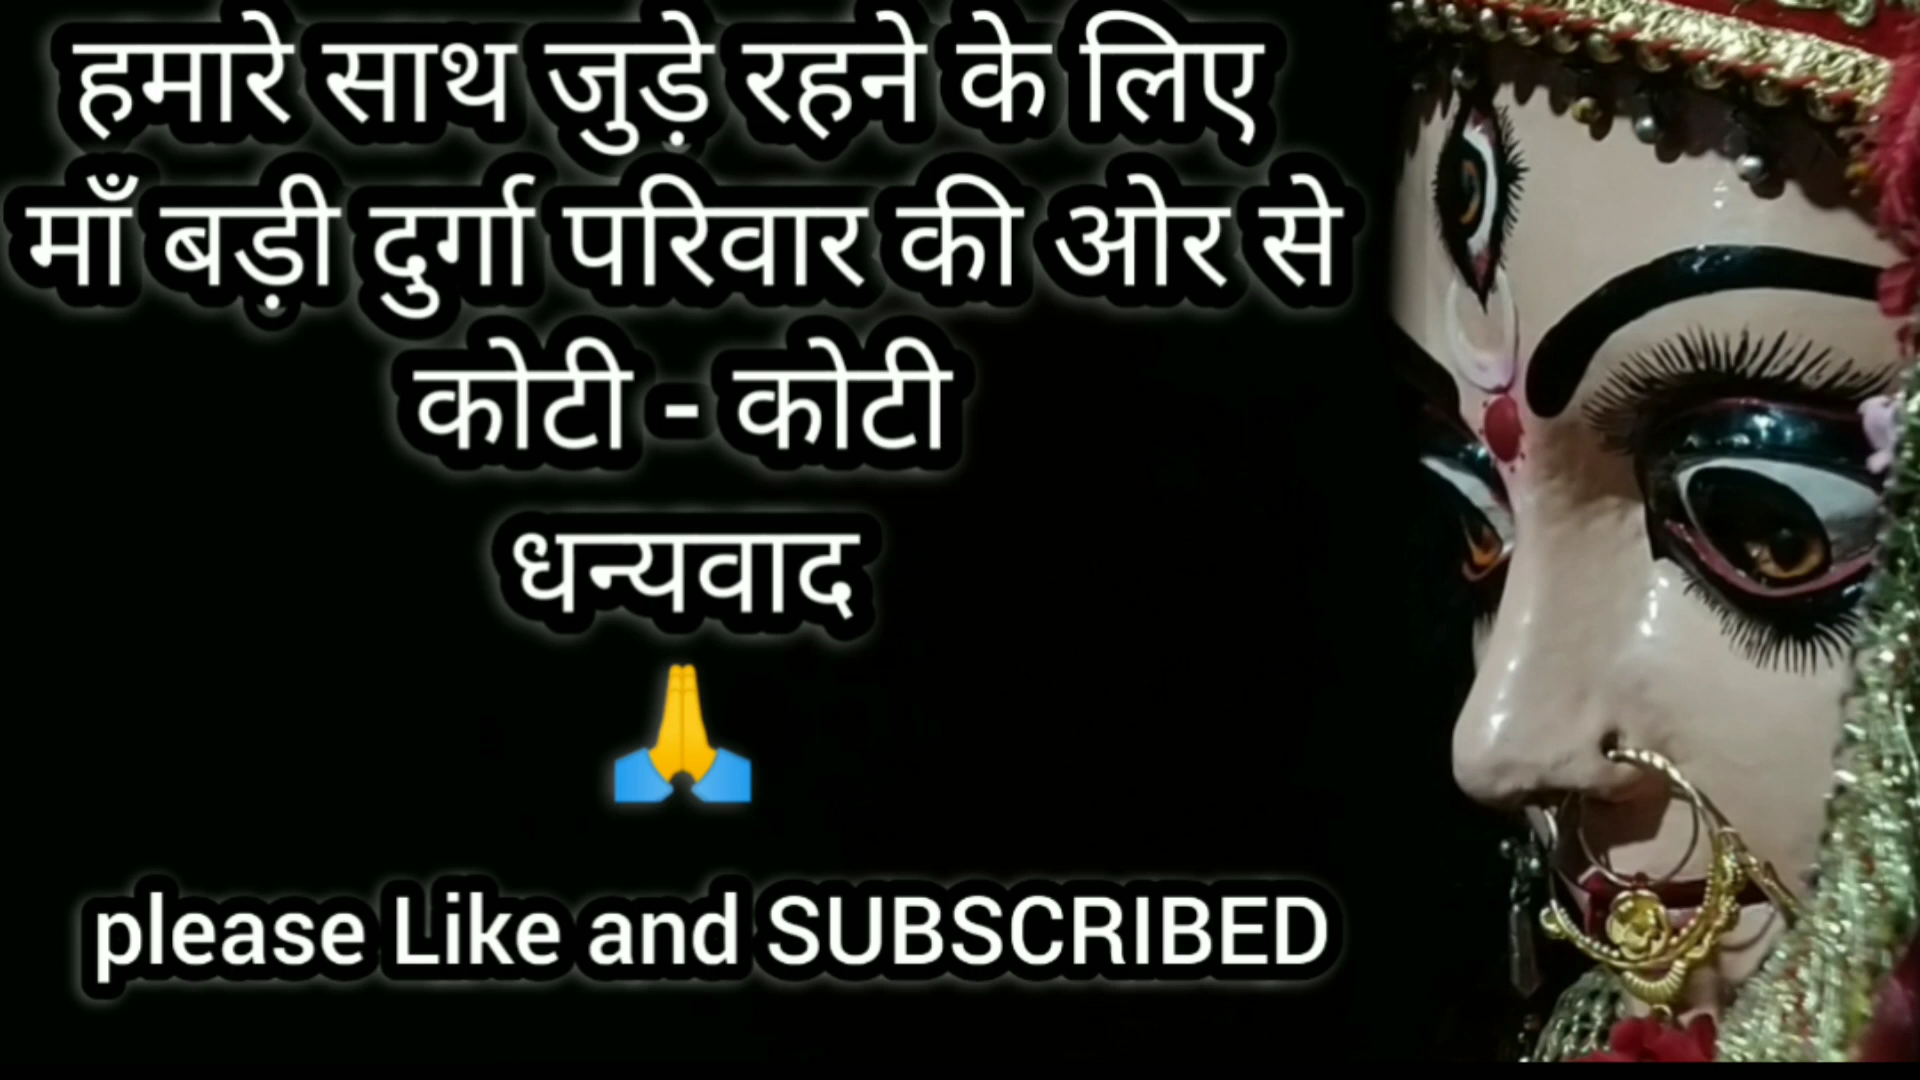 हमारे साथ जुड़े रहने के लिए
माँ बड़ी दुर्गा परिवार की ओर से
कोटी - कोटी
धन्यवाद
🙏
please Like and SUBSCRIBED